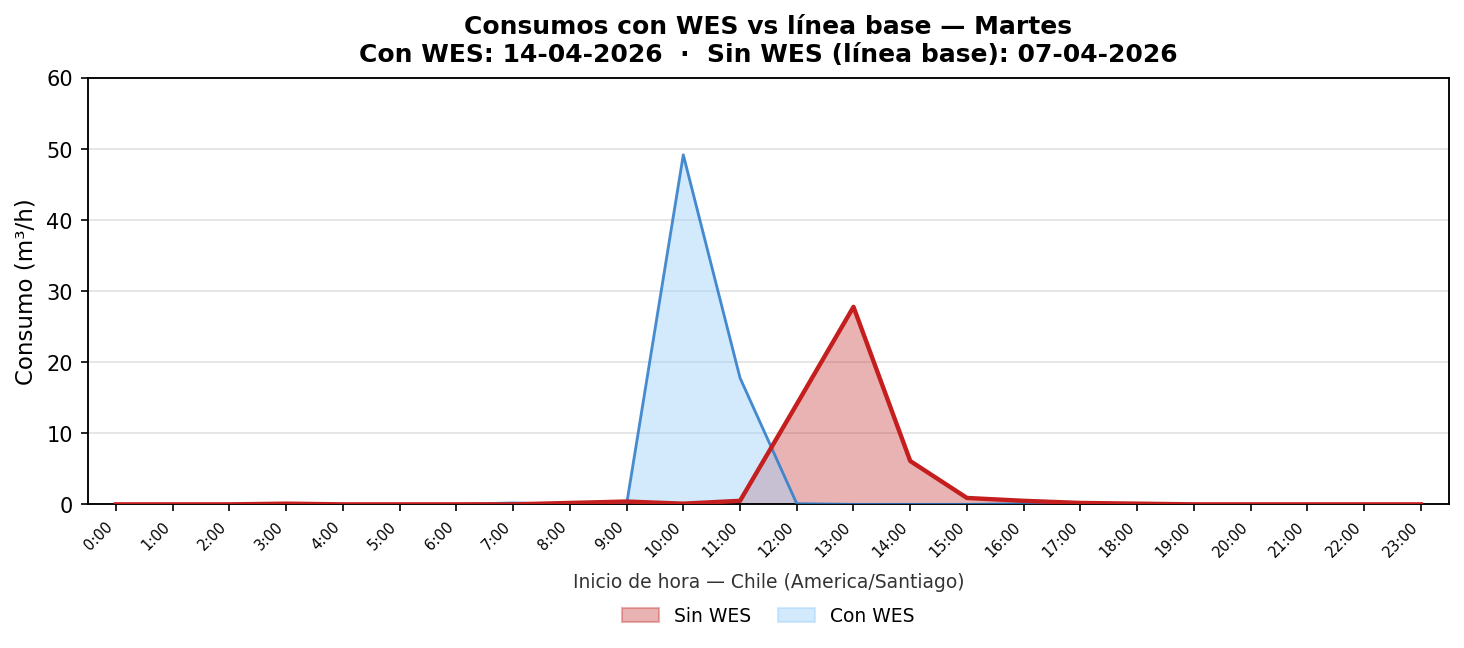 Consumos con WES vs línea base — Martes
Con WES: 14-04-2026 · Sin WES (línea base): 07-04-2026
Consumo (m³/h)
60
50
40
30
20
10
0
0:00 1:00 2:00 3:00 4:00 5:00 6:00 7:00 8:00 9:00 10:00 11:00 12:00 13:00 14:00 15:00 16:00 17:00 18:00 19:00 20:00 21:00 22:00 23:00
Inicio de hora — Chile (America/Santiago)
Sin WES Con WES